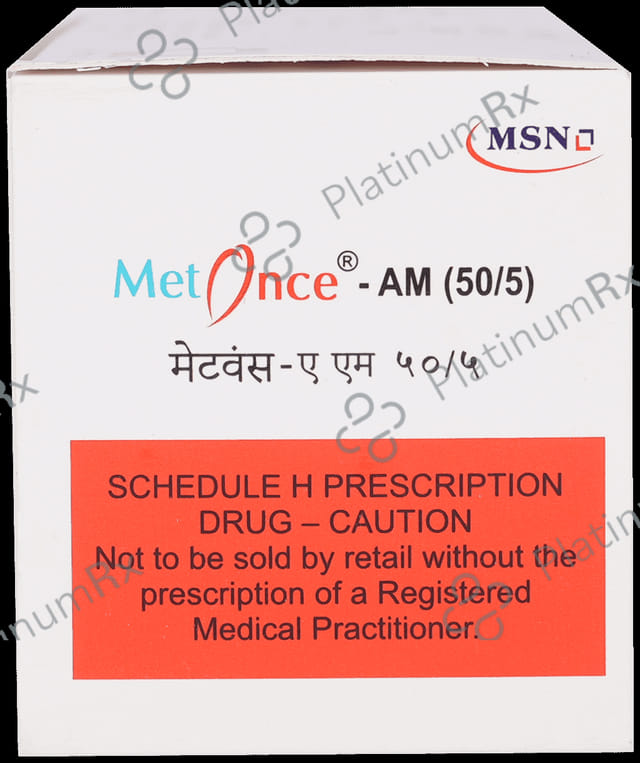 MSN
MetOnce® - AM (50/5)
मेटवंस - ए एम ५०/५
SCHEDULE H PRESCRIPTION
DRUG – CAUTION
Not to be sold by retail without the
prescription of a Registered
Medical Practitioner.
PlatinumRx
PlatinumRx
PlatinumRx
PlatinumRx